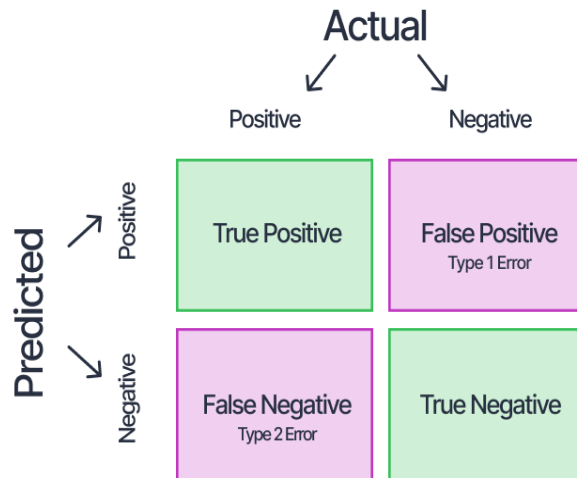 Actual
Positive
Negative
Predicted
Positive
True Positive
False Positive
Type 1 Error
Negative
False Negative
Type 2 Error
True Negative